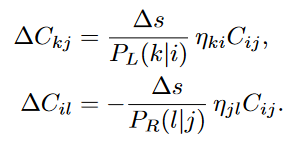 ΔC_{kj} = \frac{Δs}{P_L(k|i)} η_{ki}C_{ij},
ΔC_{il} = -\frac{Δs}{P_R(l|j)} η_{jl}C_{ij}.